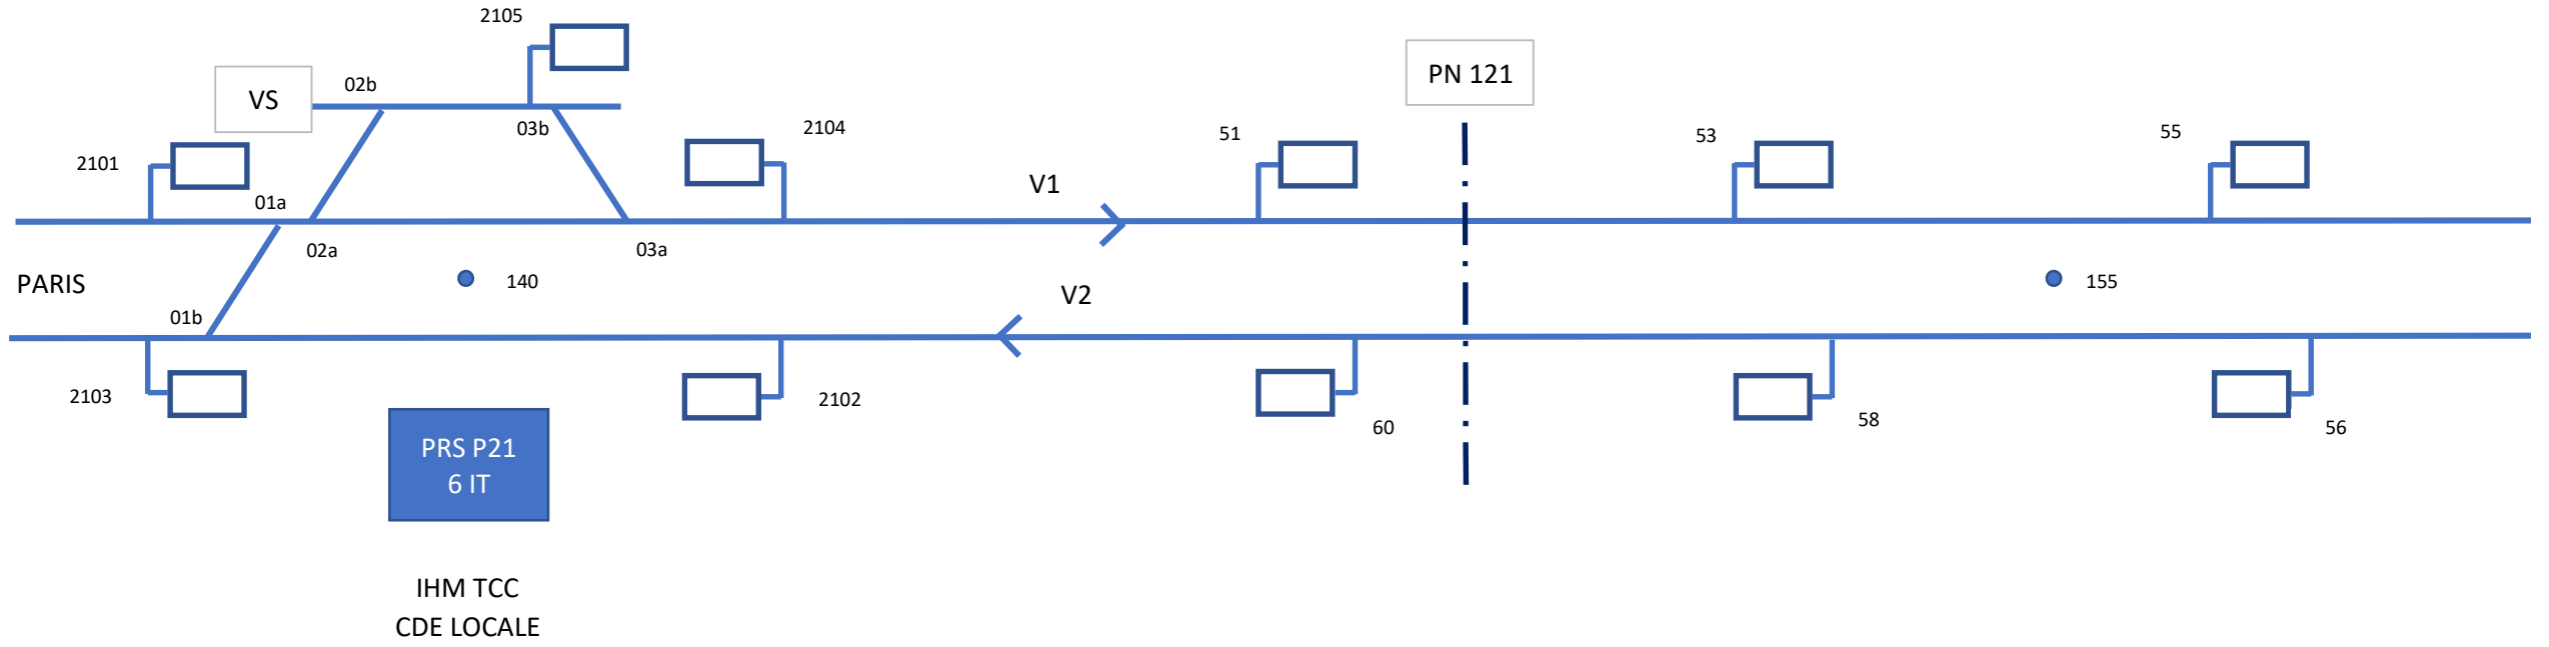 2105
PN 121
02b
VS
03b
2104
51
53
55
2101
01a
V1
02a
03a
PARIS
140
155
V2
01b
2103
2102
60
58
56
PRS P21
6 IT
IHM TCC
CDE LOCALE